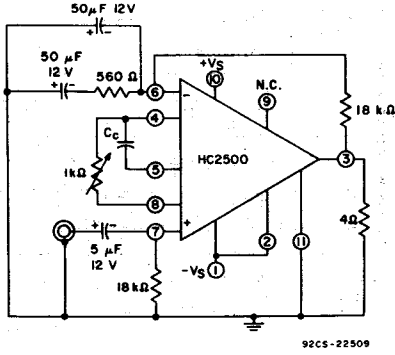 50µF 12V
+ -
50 µF
12 V
+ -
560 Ω
6
-
+VS
10
N.C.
9
18 kΩ
4
CC
HC2500
3
1kΩ
5
8
+
4Ω
+ -
7
5 µF
12 V
2
11
-VS
1
18kΩ
92CS-22509